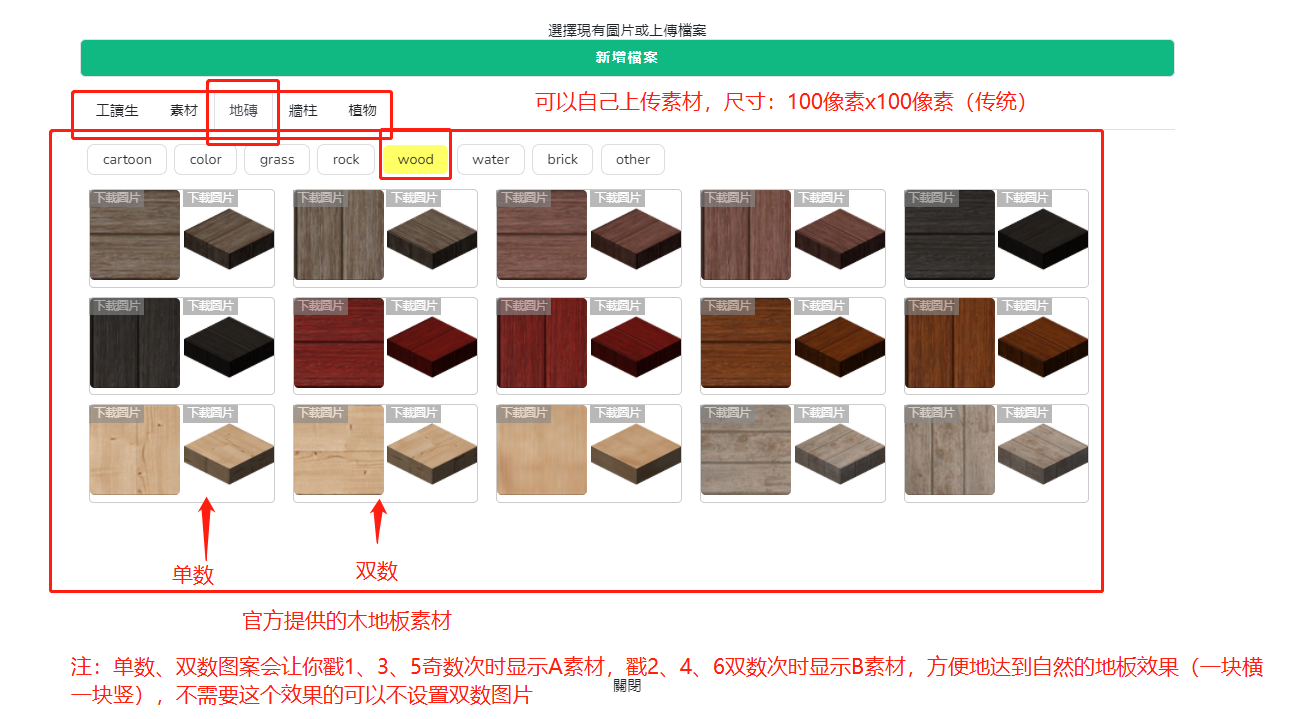 選擇現有圖片或上傳檔案
新增檔案
工讀生 素材 地磚 牆柱 植物
可以自己上传素材，尺寸：100像素x100像素（传统）
cartoon color grass rock wood water brick other
下載圖片 下載圖片 下載圖片 下載圖片 下載圖片 下載圖片 下載圖片 下載圖片 下載圖片 下載圖片
下載圖片 下載圖片 下載圖片 下載圖片 下載圖片 下載圖片 下載圖片 下載圖片 下載圖片 下載圖片
下載圖片 下載圖片 下載圖片 下載圖片 下載圖片 下載圖片 下載圖片 下載圖片 下載圖片 下載圖片
单数 双数
官方提供的木地板素材
注：单数、双数图案会让你戳1、3、5奇数次时显示A素材，戳2、4、6双数次时显示B素材，方便地达到自然的地板效果（一块横
一块竖），不需要这个效果的可以不设置双数图片
關閉